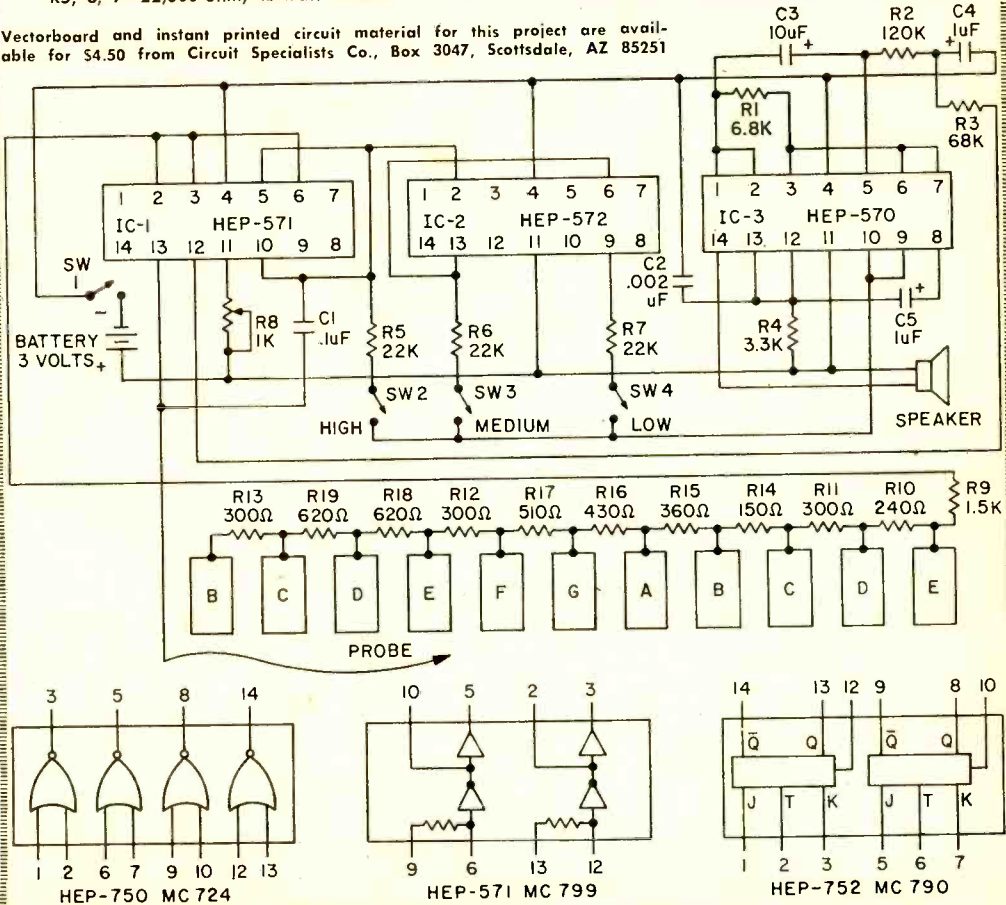 Vectorboard and instant printed circuit material for this project are avail-
able for $4.50 from Circuit Specialists Co., Box 3047, Scottsdale, AZ 85251
C3
10uF +
R2
120K
C4
+ 1uF
R1
6.8K
R3
68K
1 2 3 4 5 6 7
IC-1 HEP-571
14 13 12 11 10 9 8
1 2 3 4 5 6 7
IC-2 HEP-572
14 13 12 11 10 9 8
1 2 3 4 5 6 7
IC-3 HEP-570
14 13 12 11 10 9 8
SW
1
-
BATTERY
3 VOLTS +
R8
1K
C1
.1uF
R5
22K
R6
22K
R7
22K
C2
.002
uF
R4
3.3K
+
C5
1uF
SW2
HIGH
SW3
MEDIUM
SW4
LOW
SPEAKER
R13
300Ω
R19
620Ω
R18
620Ω
R12
300Ω
R17
510Ω
R16
430Ω
R15
360Ω
R14
150Ω
R11
300Ω
R10
240Ω
R9
1.5K
B C D E F G A B C D E
PROBE
3 5 8 14
1 2 6 7 9 10 12 13
HEP-750 MC 724
10 5 2 3
9 6 13 12
HEP-571 MC 799
14 13 12 9 8 10
Q̅ Q Q̅ Q
J T K J T K
1 2 3 5 6 7
HEP-752 MC 790